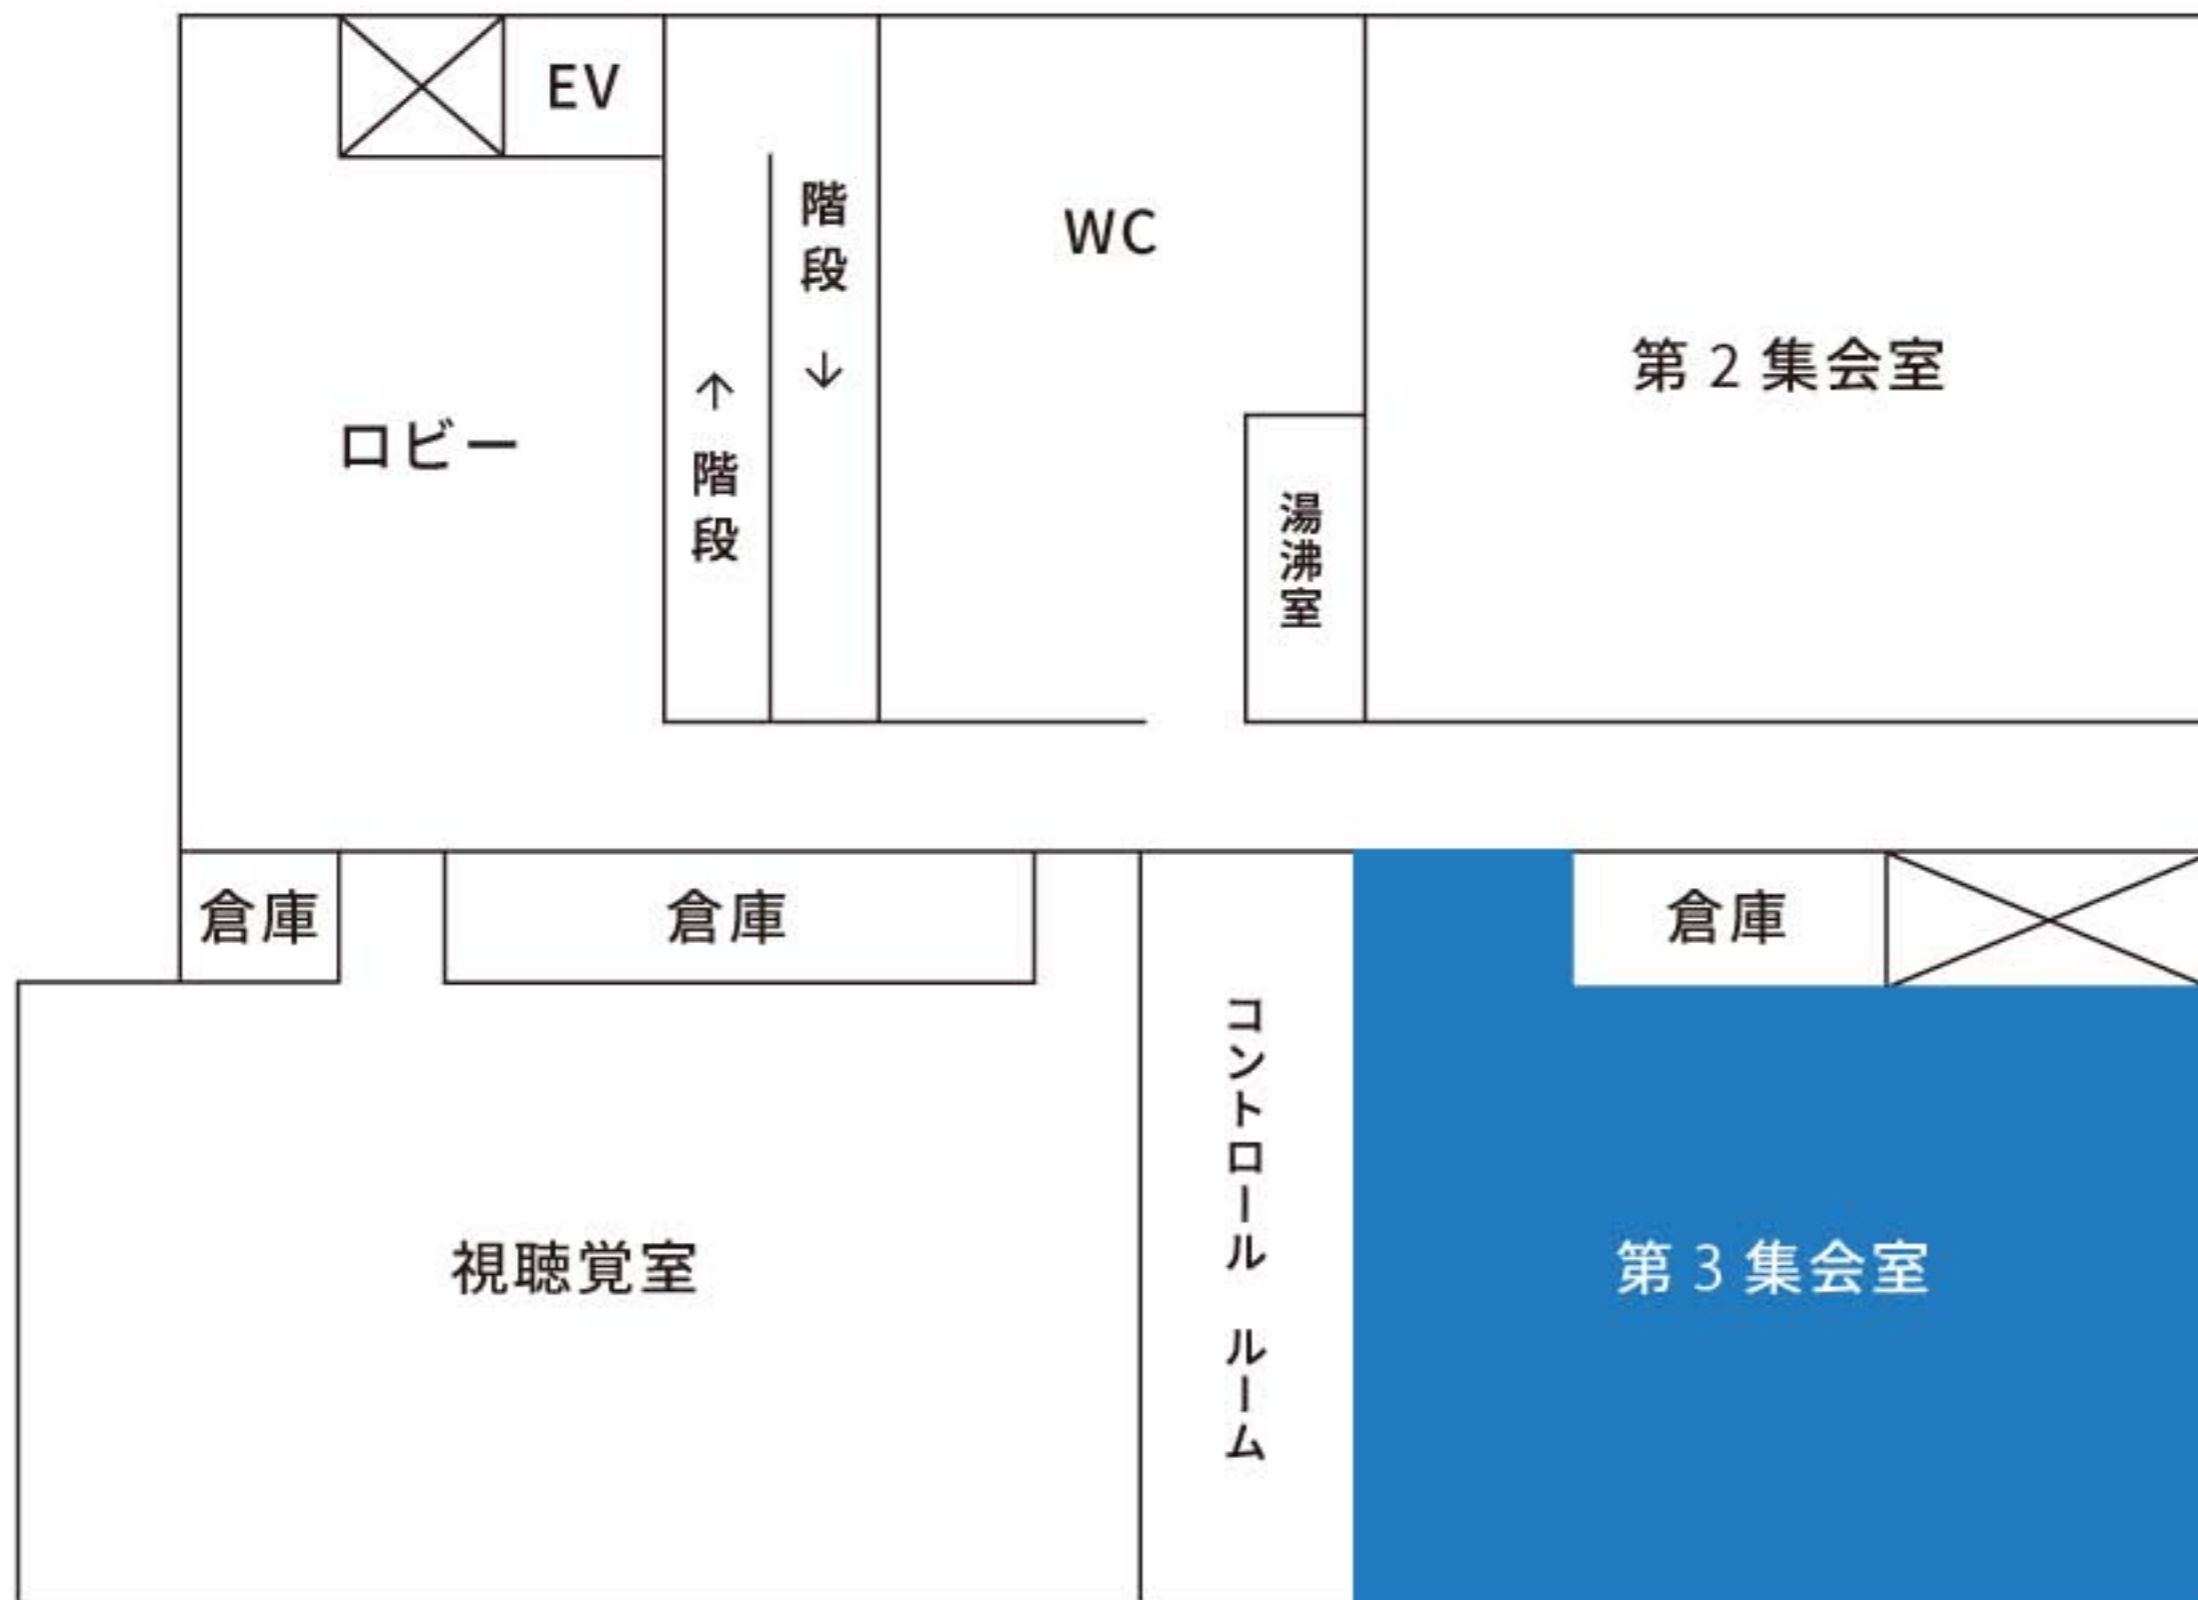 EV
階段 ↓
WC
第 2 集会室
ロビー
↑ 階段
湯沸室
倉庫
倉庫
倉庫
コントロール ルーム
視聴覚室
第 3 集会室